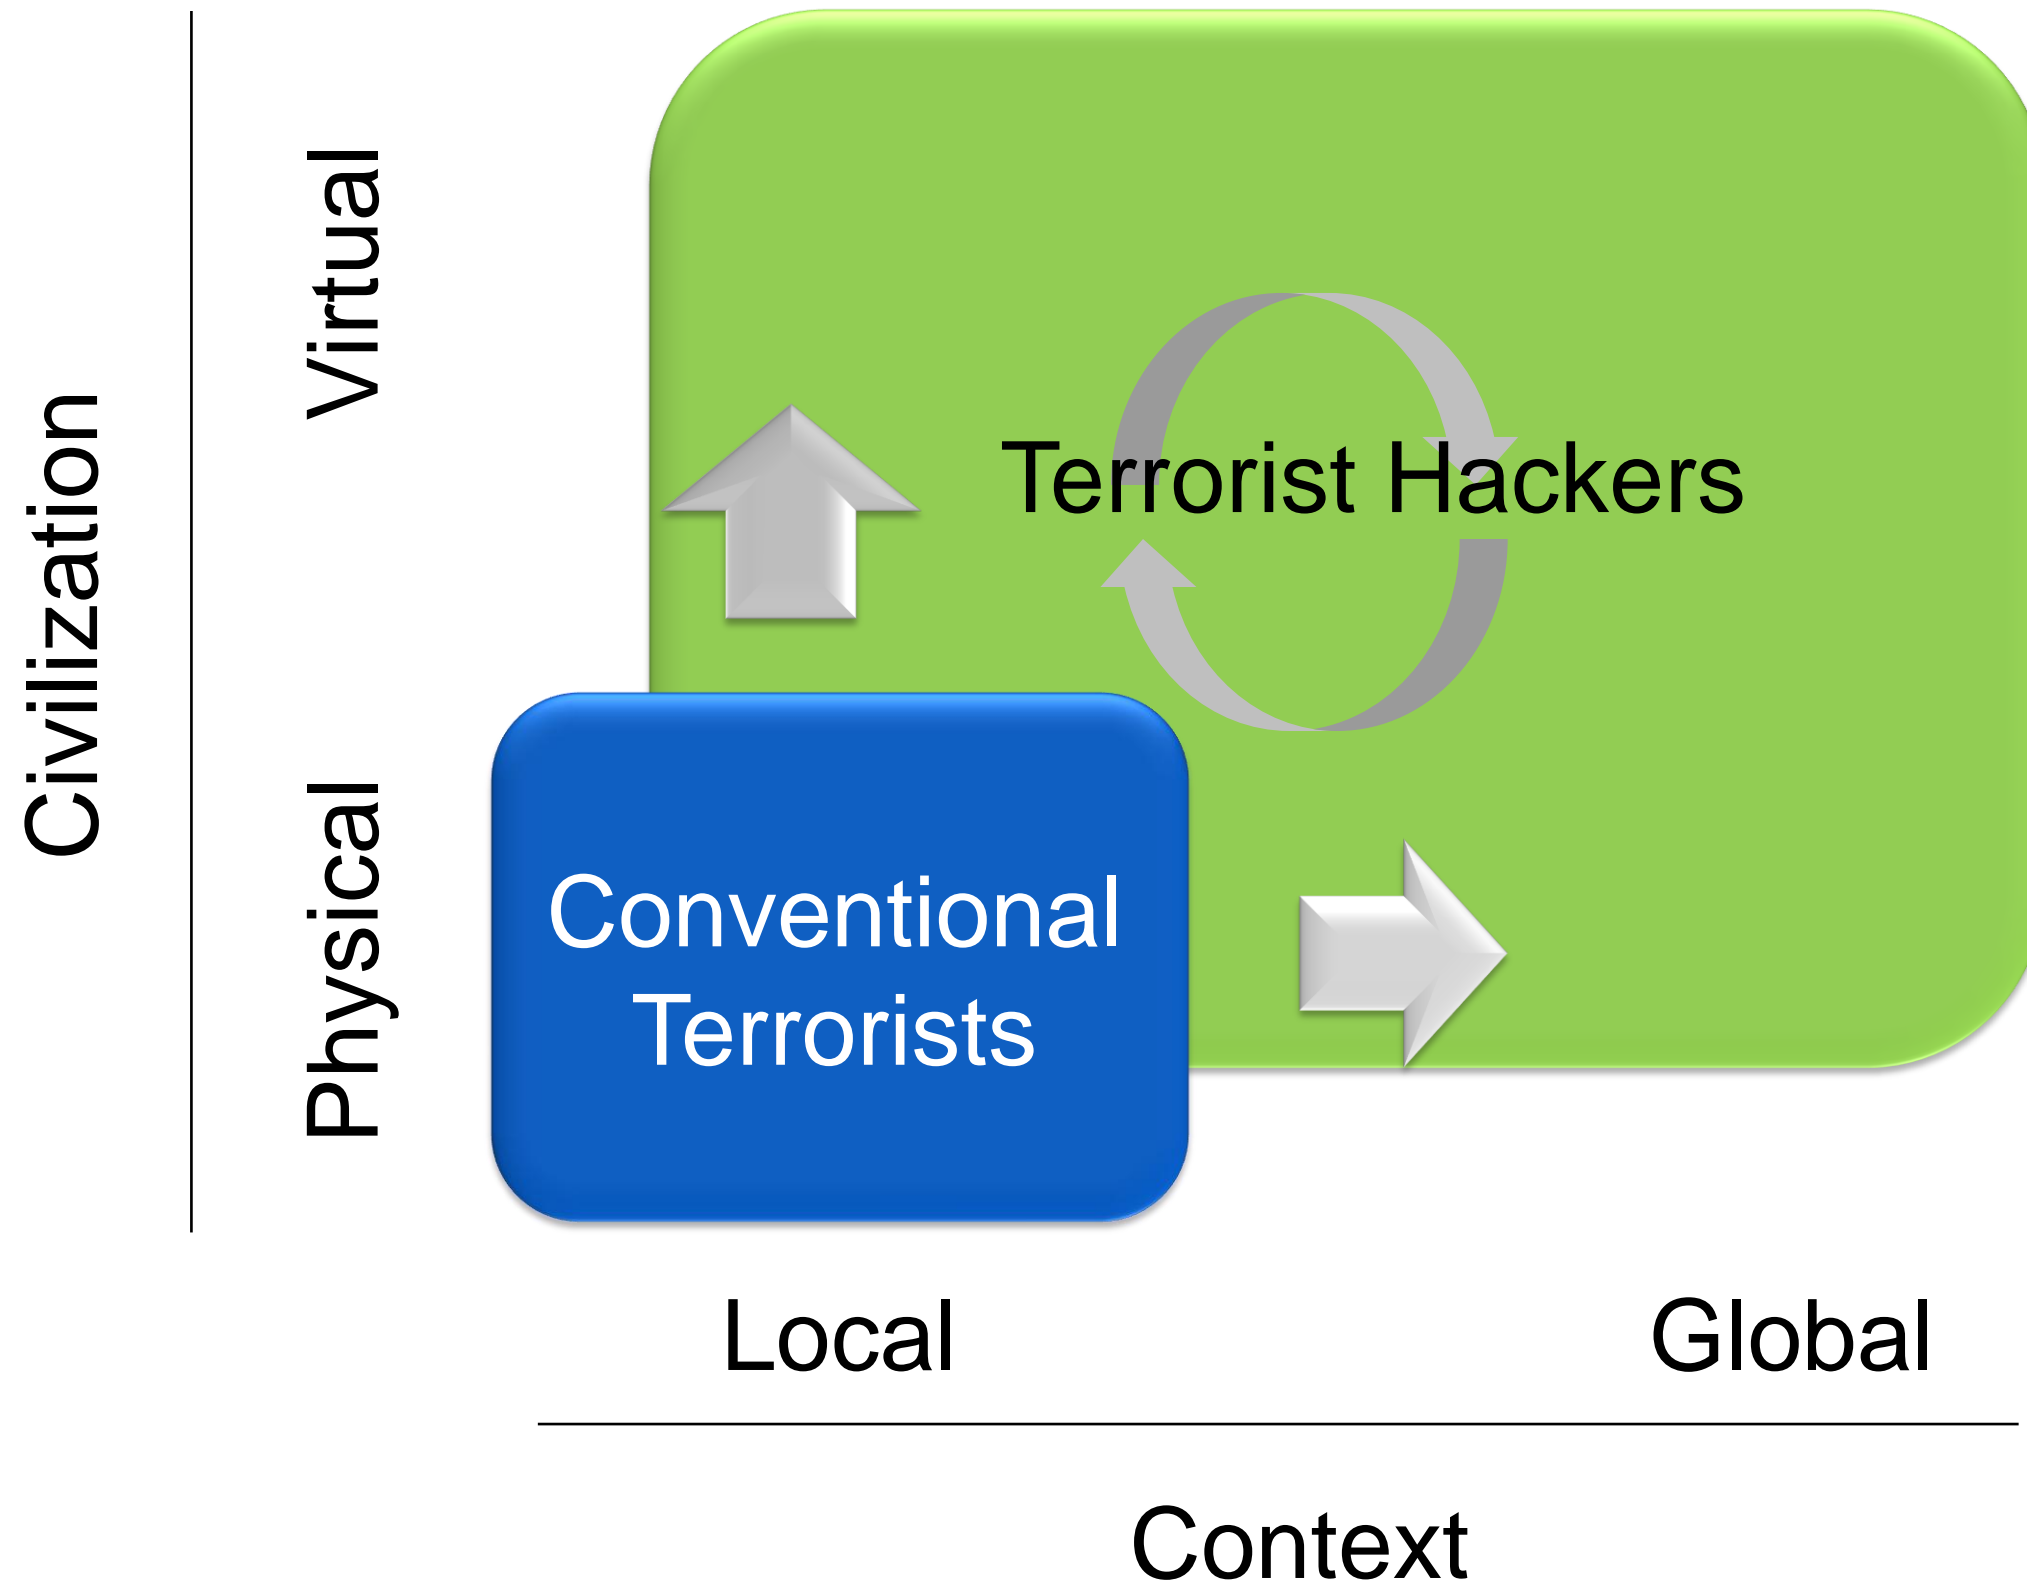 Civilization
Virtual
Physical
Terrorist Hackers
Conventional
Terrorists
Local
Global
Context